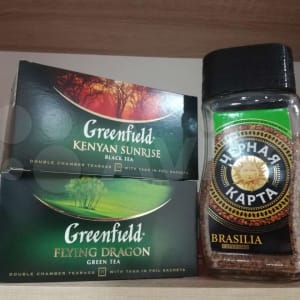 Greenfield
KENYAN SUNRISE
BLACK TEA
DOUBLE CHAMBER TEABAGS
WITH TAGS IN FOIL SACHETS
Greenfield
FLYING DRAGON
GREEN TEA
DOUBLE CHAMBER TEABAGS
WITH TAGS IN FOIL SACHETS
ЧЕРНАЯ
КАРТА
BRASILIA